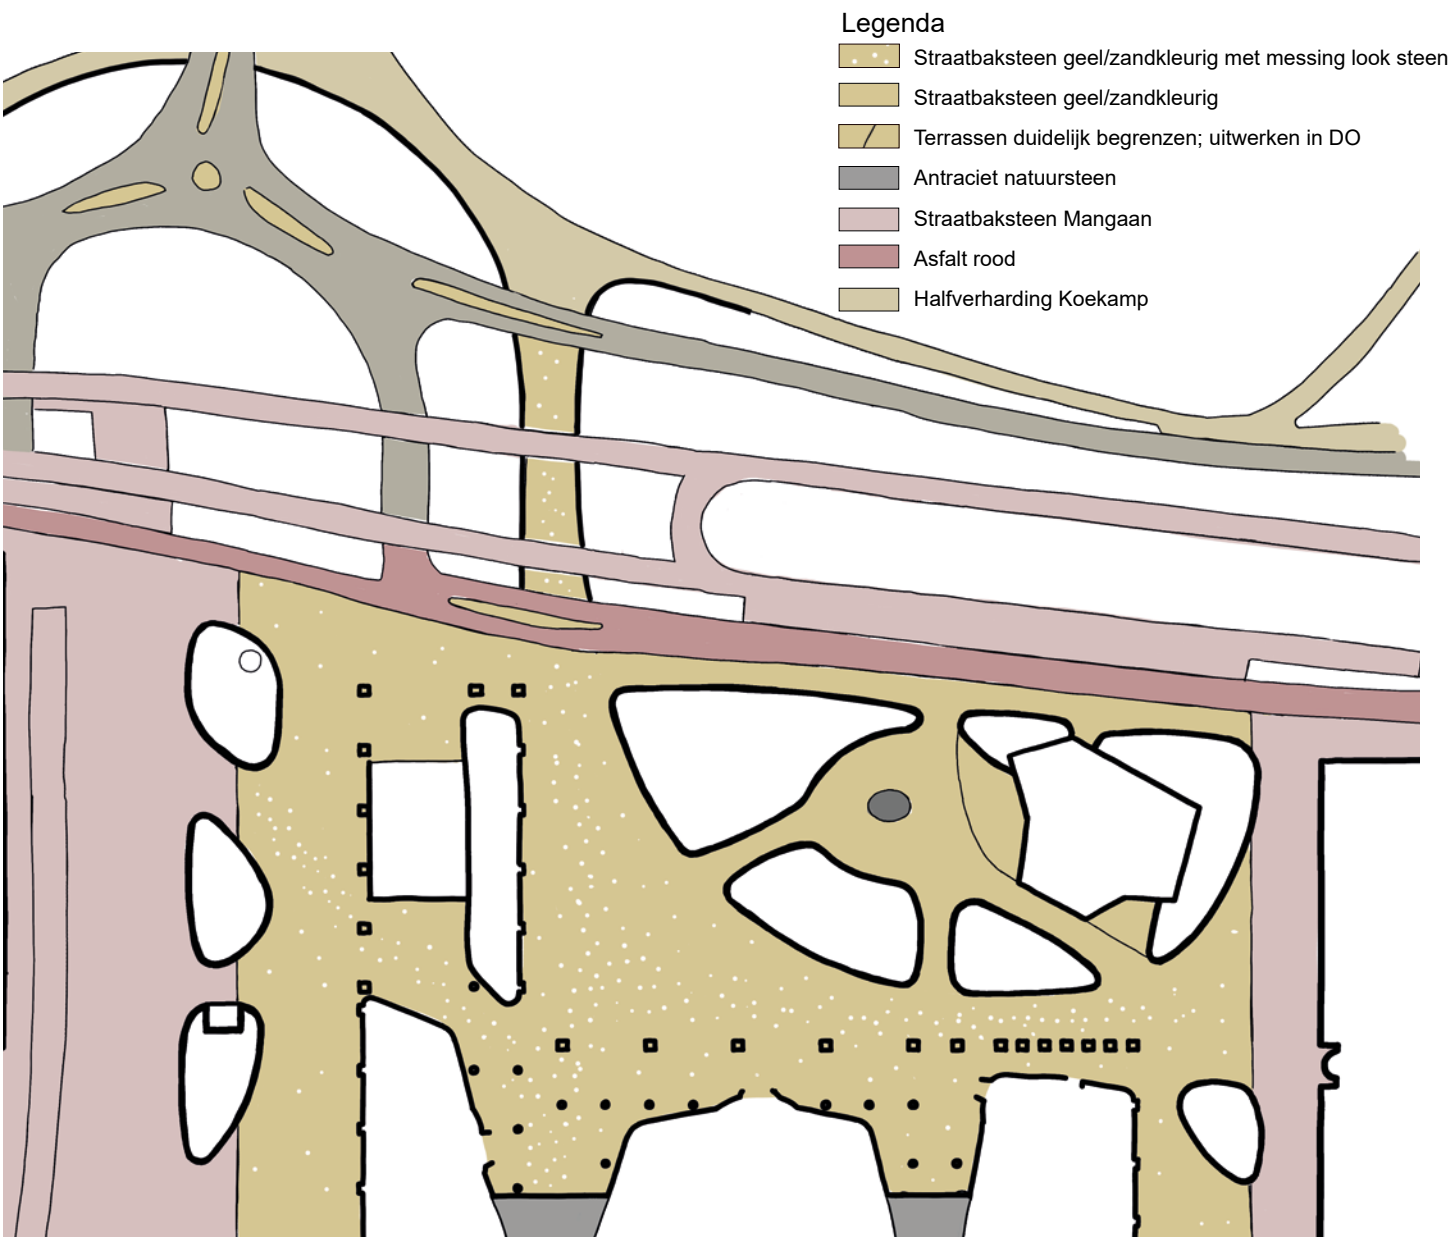 Legenda
Straatbaksteen geel/zandkleurig met messing look steen
Straatbaksteen geel/zandkleurig
Terrassen duidelijk begrenzen; uitwerken in DO
Antraciet natuursteen
Straatbaksteen Mangaan
Asfalt rood
Halfverharding Koekamp